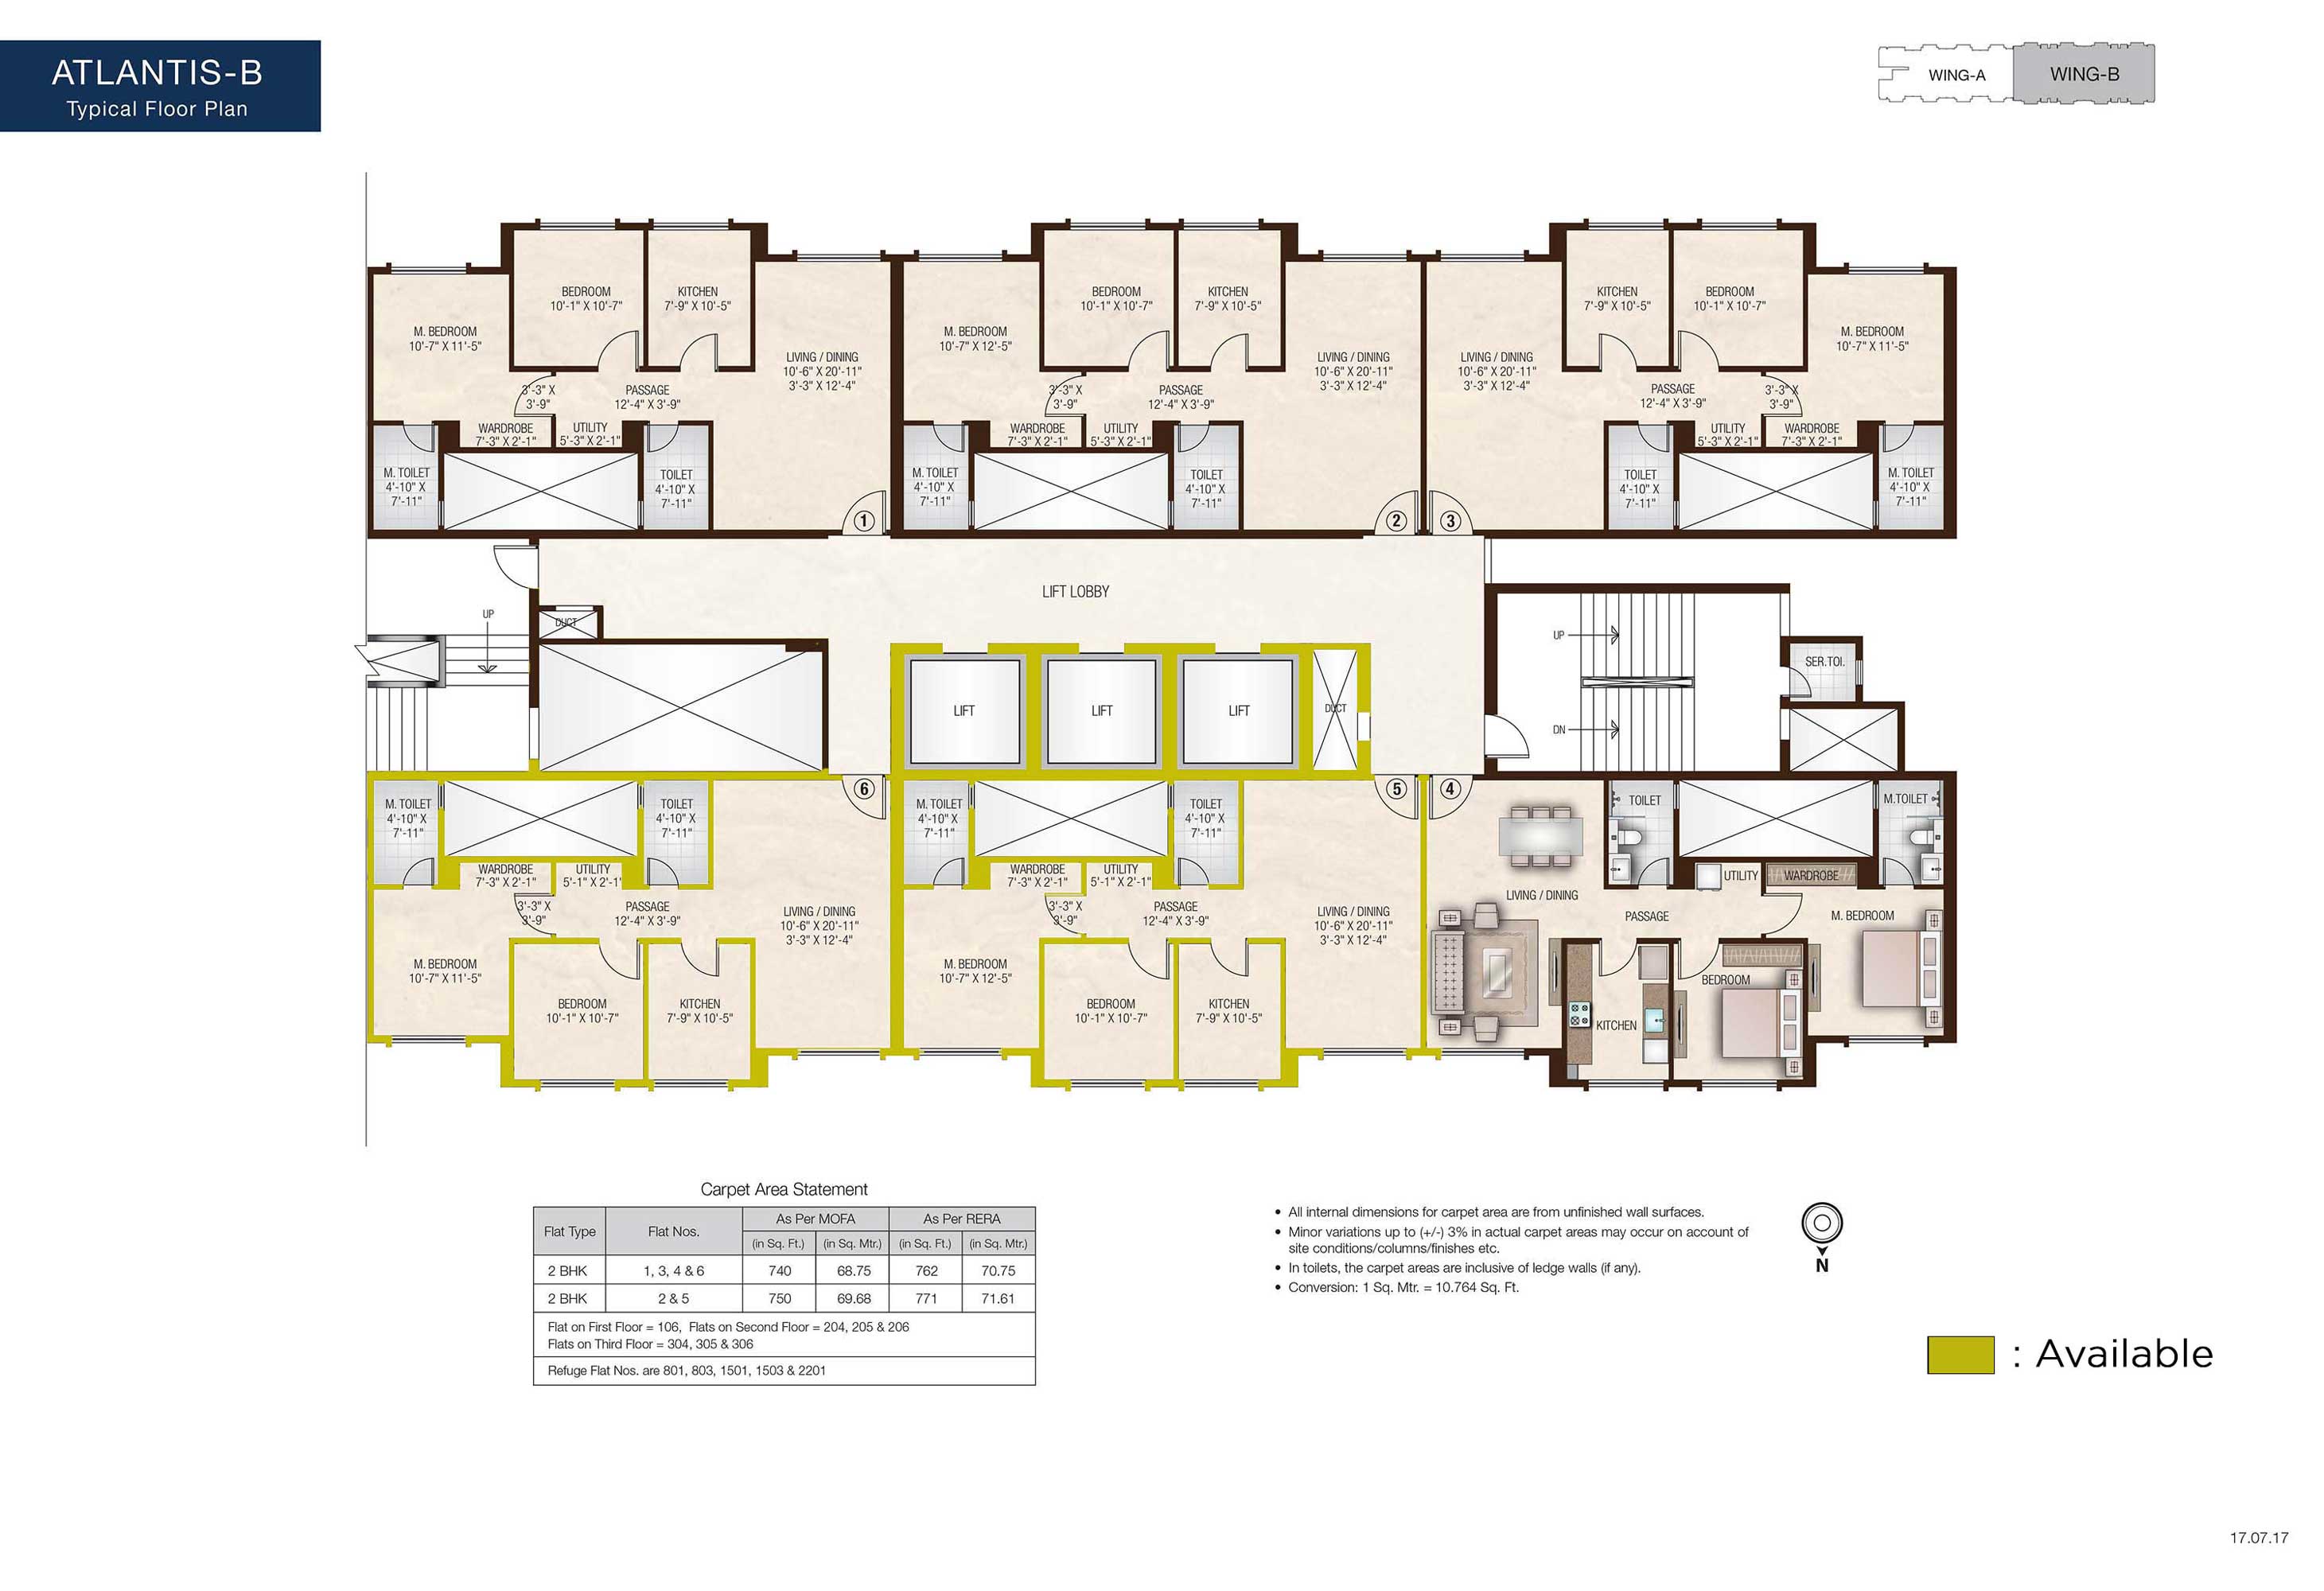 ATLANTIS-B
Typical Floor Plan
WING-A
WING-B
BEDROOM
10'-1" X 10'-7"
KITCHEN
7'-9" X 10'-5"
M. BEDROOM
10'-7" X 11'-5"
LIVING / DINING
10'-6" X 20'-11"
3'-3" X 12'-4"
3'-3" X
3'-9"
PASSAGE
12'-4" X 3'-9"
WARDROBE
7'-3" X 2'-1"
UTILITY
5'-3" X 2'-1"
M. TOILET
4'-10" X
7'-11"
TOILET
4'-10" X
7'-11"
1
BEDROOM
10'-1" X 10'-7"
KITCHEN
7'-9" X 10'-5"
M. BEDROOM
10'-7" X 12'-5"
LIVING / DINING
10'-6" X 20'-11"
3'-3" X 12'-4"
3'-3" X
3'-9"
PASSAGE
12'-4" X 3'-9"
WARDROBE
7'-3" X 2'-1"
UTILITY
5'-3" X 2'-1"
M. TOILET
4'-10" X
7'-11"
TOILET
4'-10" X
7'-11"
2
KITCHEN
7'-9" X 10'-5"
BEDROOM
10'-1" X 10'-7"
M. BEDROOM
10'-7" X 11'-5"
LIVING / DINING
10'-6" X 20'-11"
3'-3" X 12'-4"
PASSAGE
12'-4" X 3'-9"
3'-3" X
3'-9"
UTILITY
5'-3" X 2'-1"
WARDROBE
7'-3" X 2'-1"
TOILET
4'-10" X
7'-11"
M. TOILET
4'-10" X
7'-11"
3
LIFT LOBBY
UP
DUCT
LIFT
LIFT
LIFT
DUCT
UP
DN
SER.TOI.
6
M. TOILET
4'-10" X
7'-11"
TOILET
4'-10" X
7'-11"
WARDROBE
7'-3" X 2'-1"
UTILITY
5'-1" X 2'-1"
3'-3" X
3'-9"
PASSAGE
12'-4" X 3'-9"
LIVING / DINING
10'-6" X 20'-11"
3'-3" X 12'-4"
M. BEDROOM
10'-7" X 11'-5"
BEDROOM
10'-1" X 10'-7"
KITCHEN
7'-9" X 10'-5"
5
M. TOILET
4'-10" X
7'-11"
TOILET
4'-10" X
7'-11"
WARDROBE
7'-3" X 2'-1"
UTILITY
5'-1" X 2'-1"
3'-3" X
3'-9"
PASSAGE
12'-4" X 3'-9"
LIVING / DINING
10'-6" X 20'-11"
3'-3" X 12'-4"
M. BEDROOM
10'-7" X 12'-5"
BEDROOM
10'-1" X 10'-7"
KITCHEN
7'-9" X 10'-5"
4
TOILET
M.TOILET
UTILITY
WARDROBE
LIVING / DINING
PASSAGE
M. BEDROOM
BEDROOM
KITCHEN
Carpet Area Statement
Flat Type Flat Nos. As Per MOFA As Per RERA
(in Sq. Ft.) (in Sq. Mtr.) (in Sq. Ft.) (in Sq. Mtr.)
2 BHK 1, 3, 4 & 6 740 68.75 762 70.75
2 BHK 2 & 5 750 69.68 771 71.61
Flat on First Floor = 106, Flats on Second Floor = 204, 205 & 206
Flats on Third Floor = 304, 305 & 306
Refuge Flat Nos. are 801, 803, 1501, 1503 & 2201
• All internal dimensions for carpet area are from unfinished wall surfaces.
• Minor variations up to (+/-) 3% in actual carpet areas may occur on account of
site conditions/columns/finishes etc.
• In toilets, the carpet areas are inclusive of ledge walls (if any).
• Conversion: 1 Sq. Mtr. = 10.764 Sq. Ft.
N
: Available
17.07.17